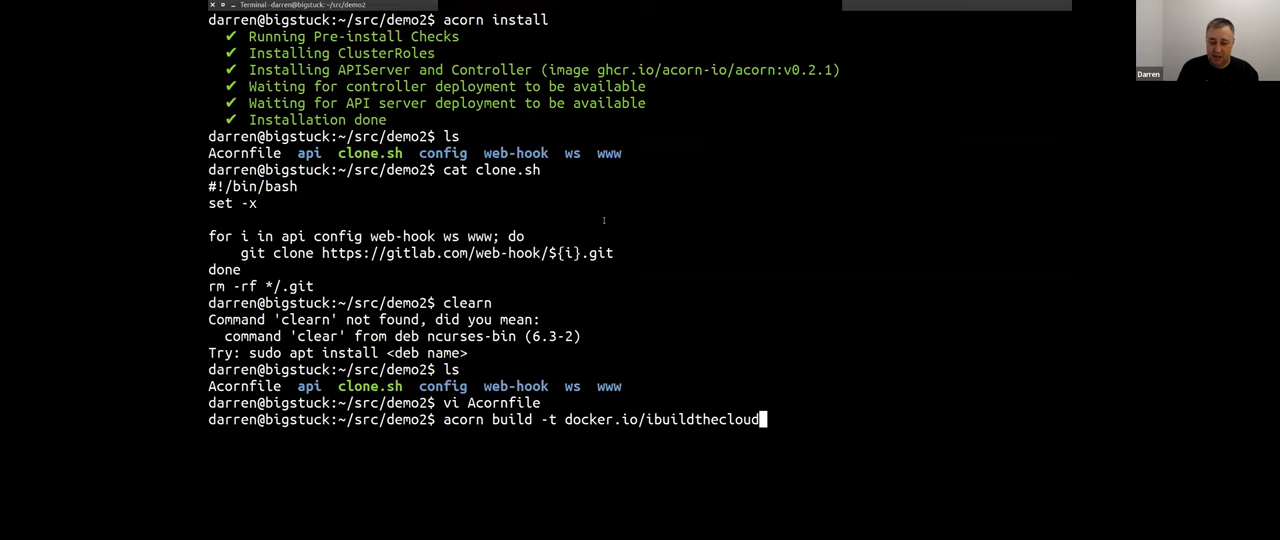 Terminal - darren@bigstuck: ~/src/demo2
darren@bigstuck:~/src/demo2$ acorn install
✔ Running Pre-install Checks
✔ Installing ClusterRoles
✔ Installing APIServer and Controller (image ghcr.io/acorn-io/acorn:v0.2.1)
✔ Waiting for controller deployment to be available
✔ Waiting for API server deployment to be available
✔ Installation done
darren@bigstuck:~/src/demo2$ ls
Acornfile api clone.sh config web-hook ws www
darren@bigstuck:~/src/demo2$ cat clone.sh
#!/bin/bash
set -x
for i in api config web-hook ws www; do
git clone https://gitlab.com/web-hook/${i}.git
done
rm -rf */.git
darren@bigstuck:~/src/demo2$ clearn
Command 'clearn' not found, did you mean:
command 'clear' from deb ncurses-bin (6.3-2)
Try: sudo apt install <deb name>
darren@bigstuck:~/src/demo2$ ls
Acornfile api clone.sh config web-hook ws www
darren@bigstuck:~/src/demo2$ vi Acornfile
darren@bigstuck:~/src/demo2$ acorn build -t docker.io/ibuildthecloud
Darren